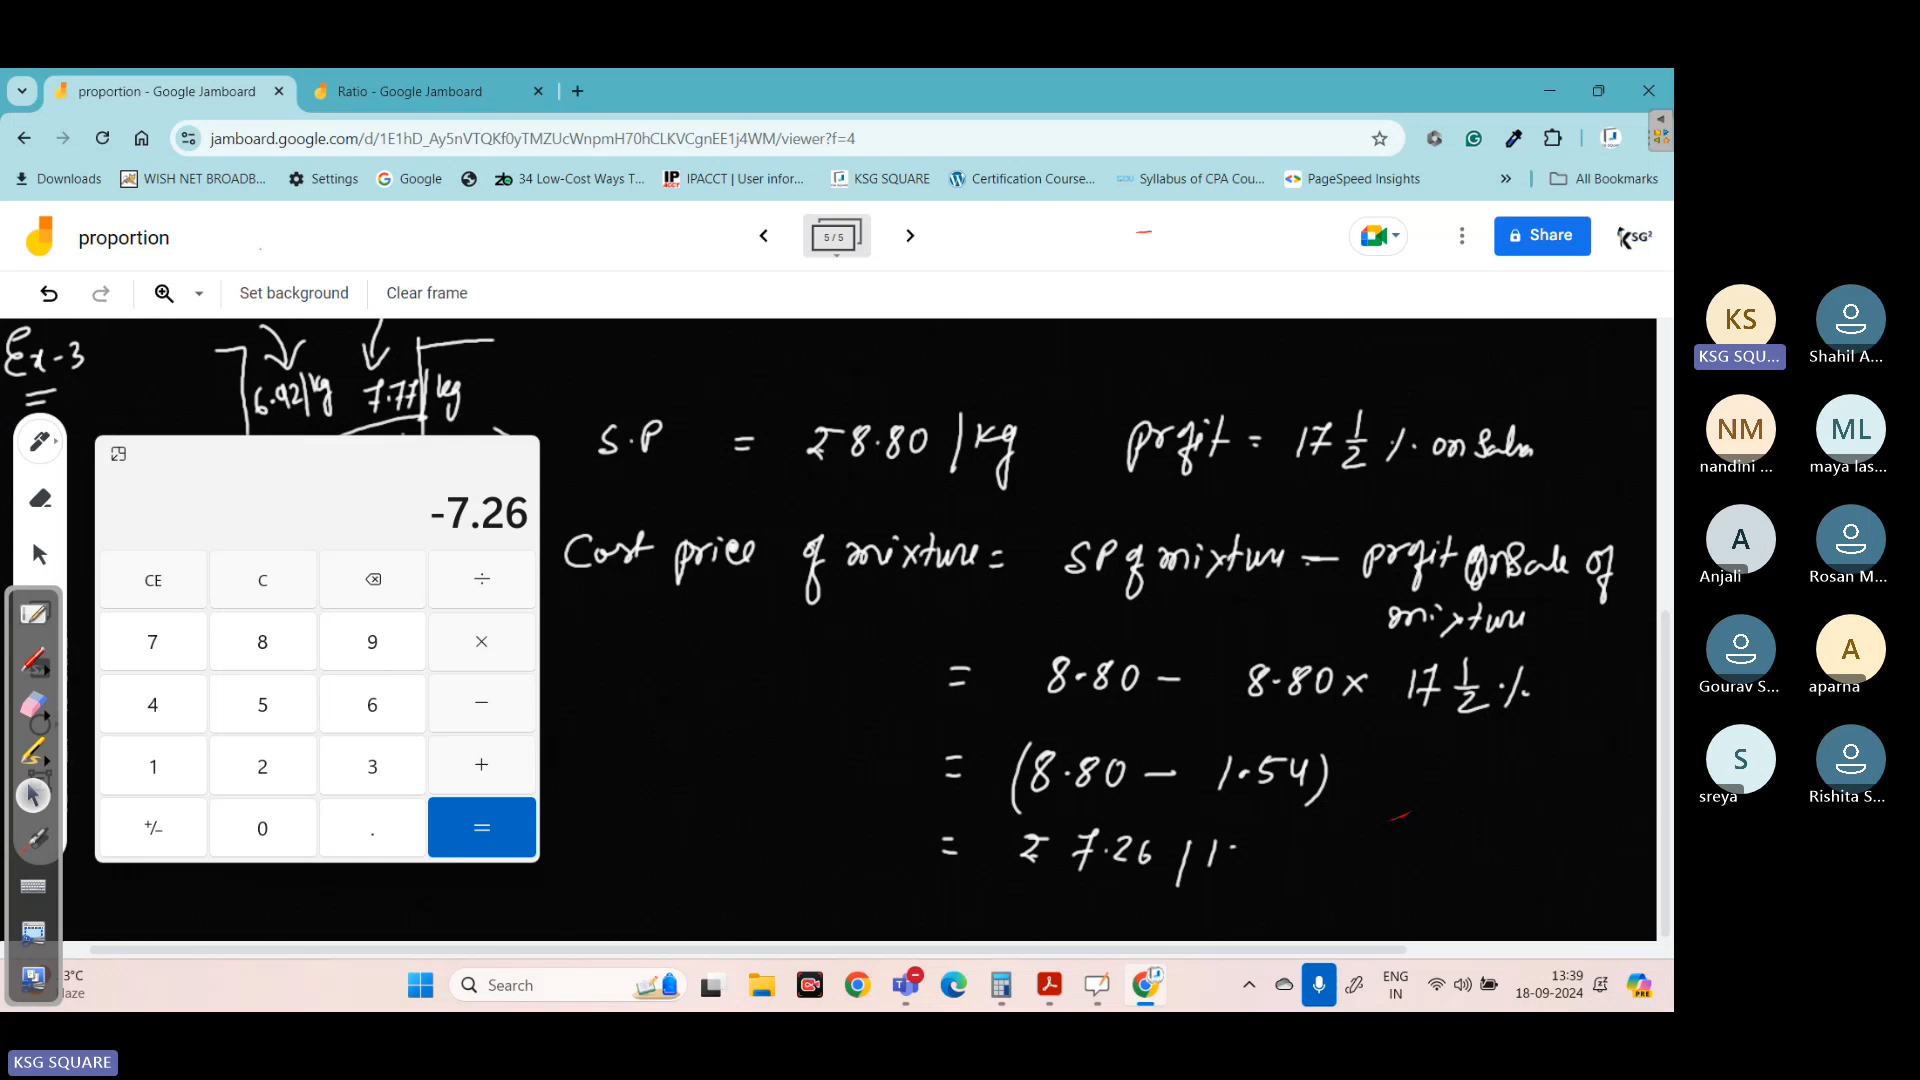 proportion - Google Jamboard
Ratio - Google Jamboard
jamboard.google.com/d/1E1hD_Ay5nVTQKf0yTMZUcWnpmH70hCLKVCgnEE1j4WM/viewer?f=4
Downloads WISH NET BROADB... Settings Google 34 Low-Cost Ways T... IPACCT | User infor... KSG SQUARE Certification Course... Syllabus of CPA Cou... PageSpeed Insights » All Bookmarks
proportion
5 / 5
Share
KSG²
Set background Clear frame
Ex-3
6.92/kg 7.77/kg
S.P = ₹8.80/kg profit = 17 1/2 % on Sales
Cost price of mixture = SP of mixture — profit on Sale of
mixture
= 8.80 — 8.80 × 17 1/2 %
= (8.80 — 1.54)
= ₹ 7.26 /
-7.26
CE C ÷
7 8 9 ×
4 5 6 −
1 2 3 +
+/− 0 . =
KS
KSG SQU...
Shahil A...
NM
nandini ...
ML
maya las...
A
Anjali
Rosan M...
Gourav S...
A
aparna
S
sreya
Rishita S...
3°C
laze
Search
ENG
IN
13:39
18-09-2024
PRE
KSG SQUARE